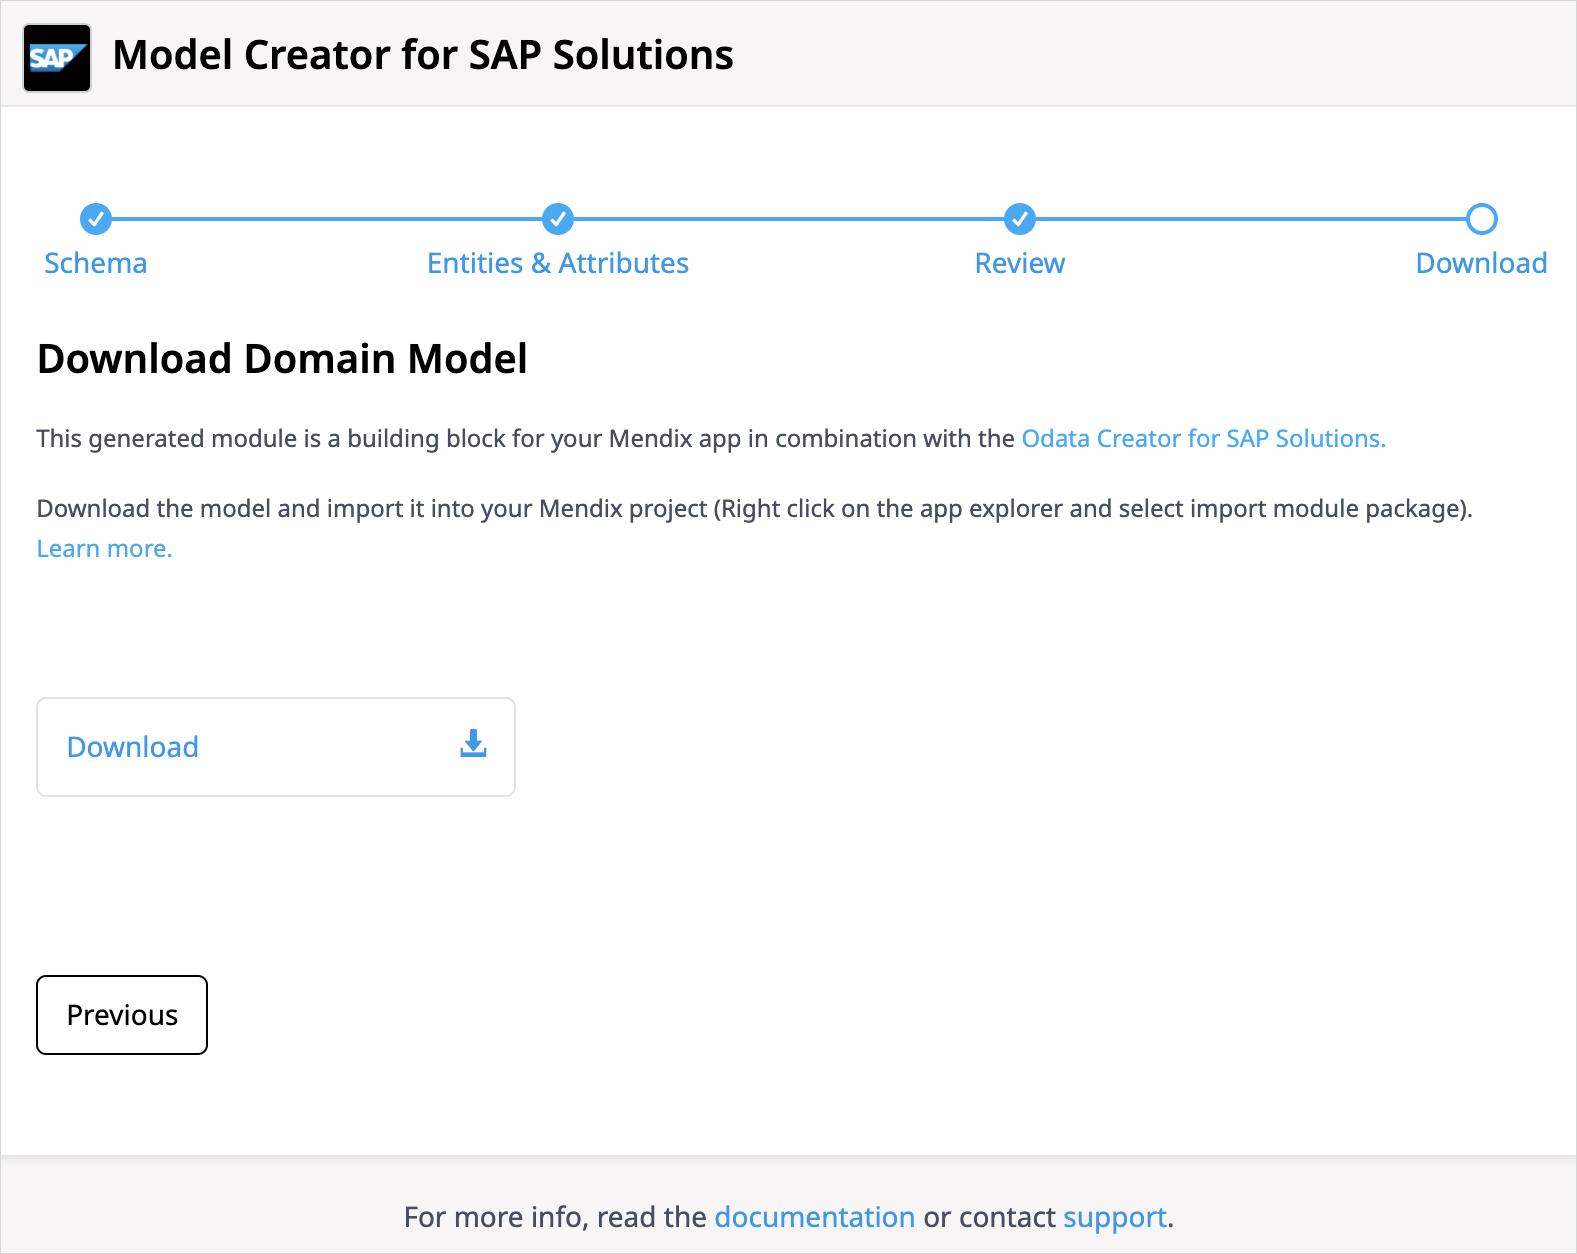 SAP
Model Creator for SAP Solutions
Schema
Entities & Attributes
Review
Download
Download Domain Model
This generated module is a building block for your Mendix app in combination with the Odata Creator for SAP Solutions.
Download the model and import it into your Mendix project (Right click on the app explorer and select import module package).
Learn more.
Download
Previous
For more info, read the documentation or contact support.